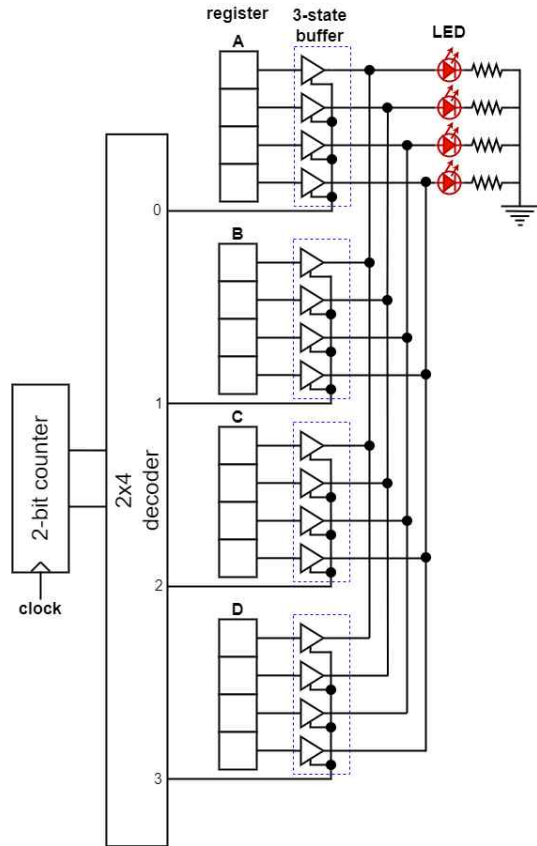 register
3-state
buffer
LED
A
0
B
1
2-bit counter
2x4
decoder
clock
C
2
D
3